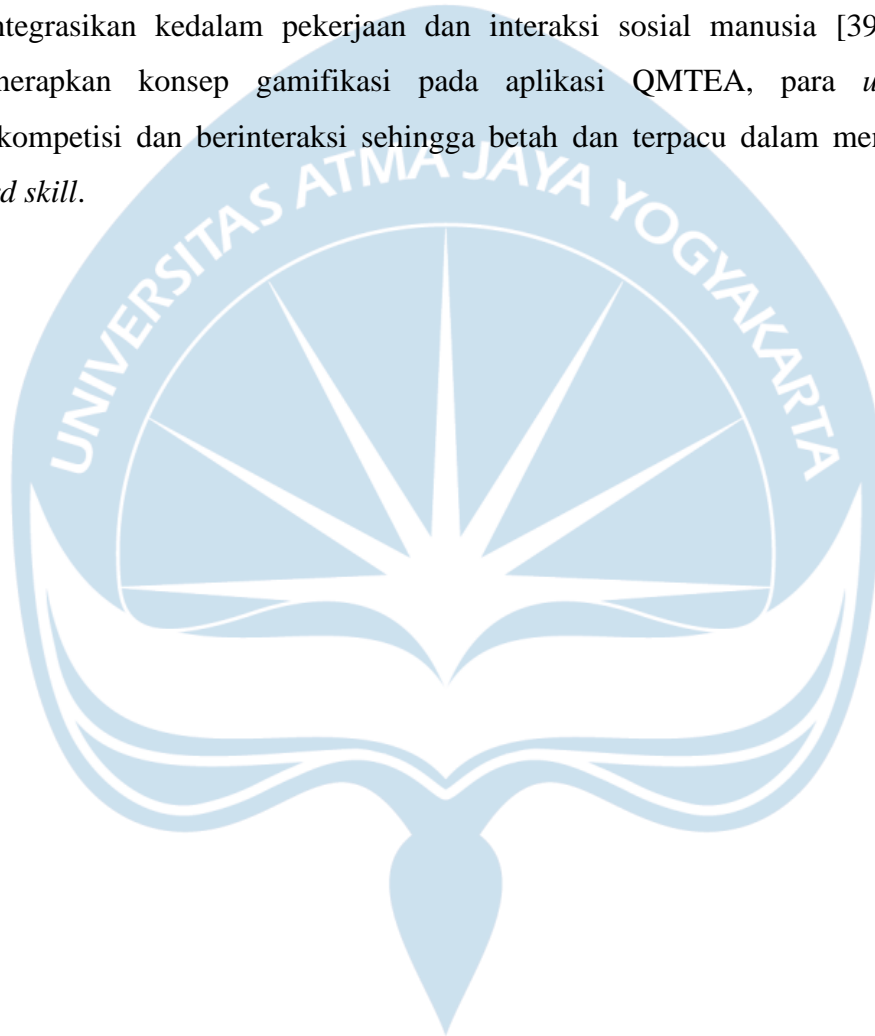 ntegrasikan kedalam pekerjaan dan interaksi sosial manusia [39
nerapkan konsep gamifikasi pada aplikasi QMTEA, para u
kompetisi dan berinteraksi sehingga betah dan terpacu dalam mer
d skill.
UNIVERSITAS ATMA JAYA YOGYAKARTA